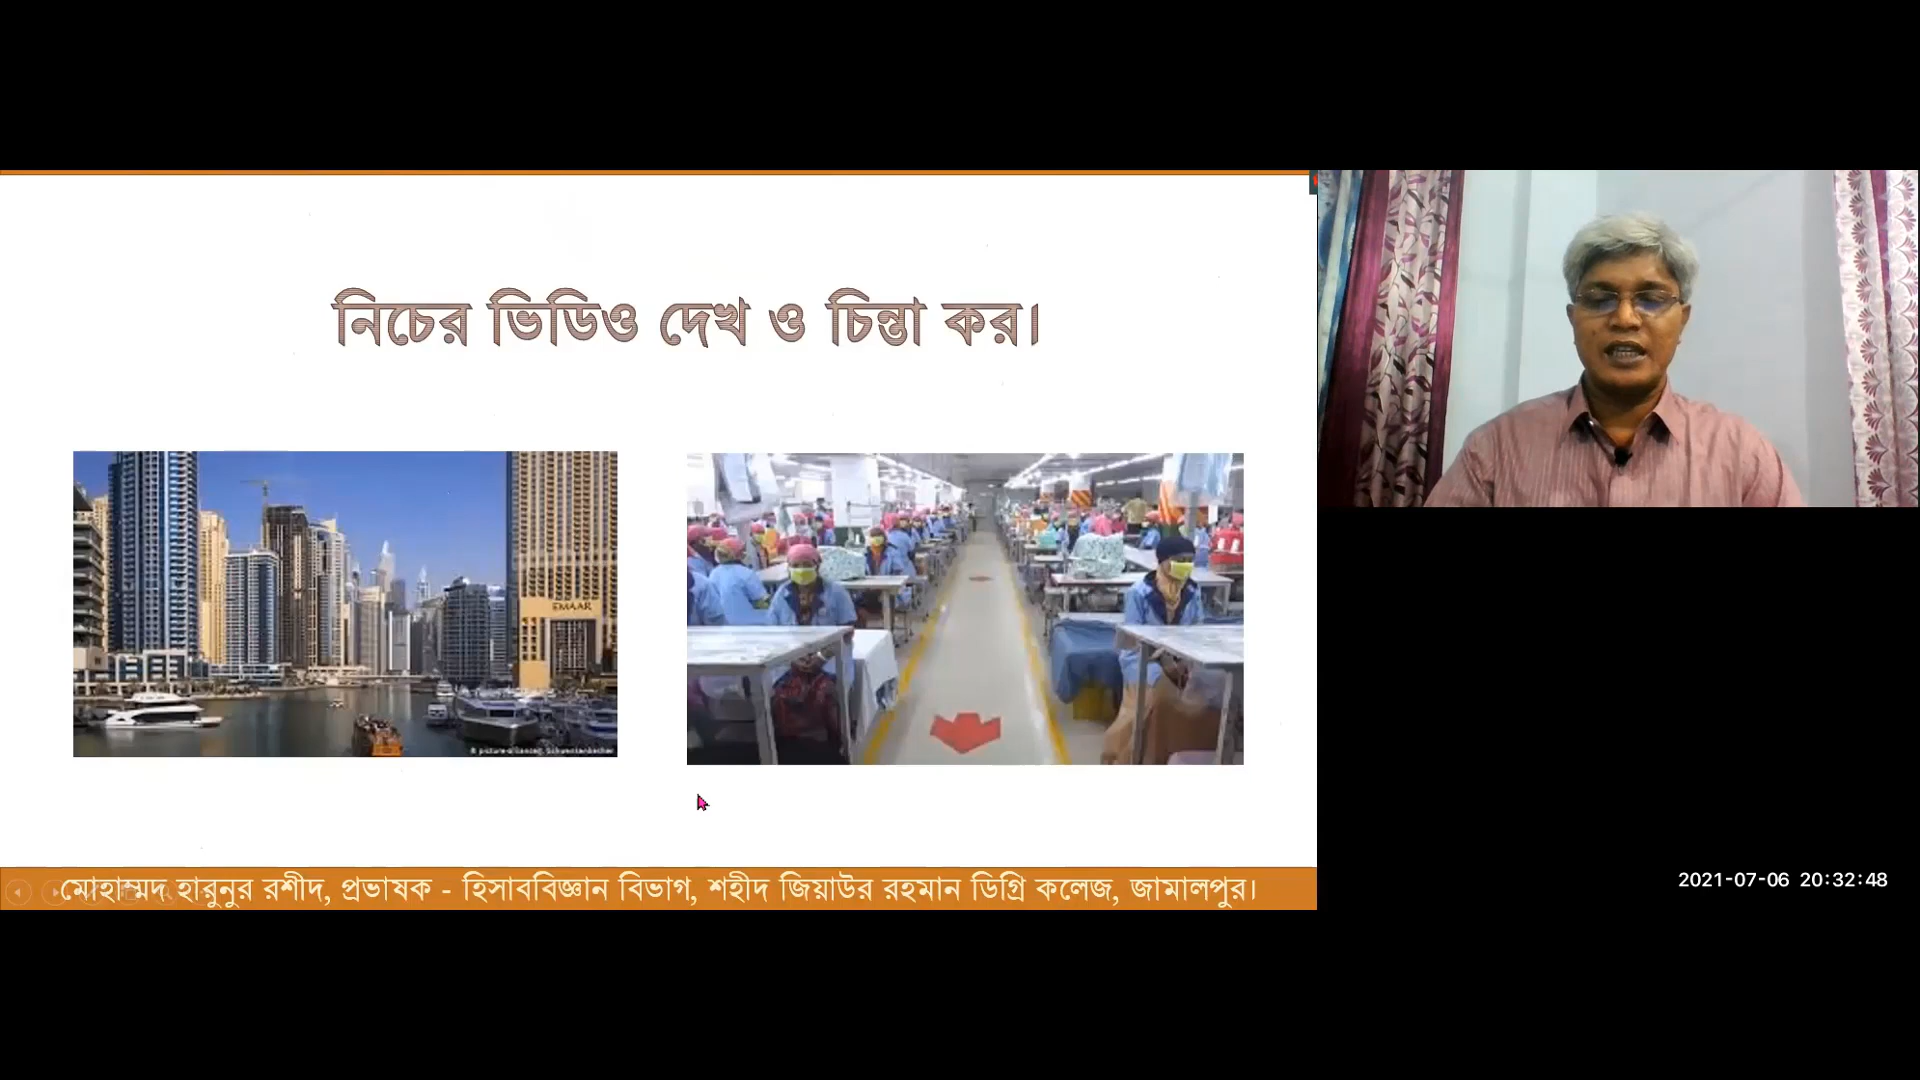 নিচের ভিডিও দেখ ও চিন্তা কর।
EMAAR
মোহাম্মদ হারুনুর রশীদ, প্রভাষক - হিসাববিজ্ঞান বিভাগ, শহীদ জিয়াউর রহমান ডিগ্রি কলেজ, জামালপুর।
2021-07-06 20:32:48